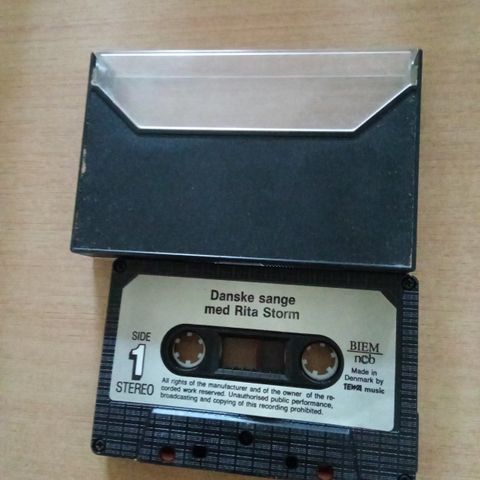 Danske sange
med Rita Storm
SIDE
1
STEREO
BIEM
ncb
Made in
Denmark by
TEWA music
All rights of the manufacturer and of the owner of the re-
corded work reserved. Unauthorised public performance,
broadcasting and copying of this recording prohibited.